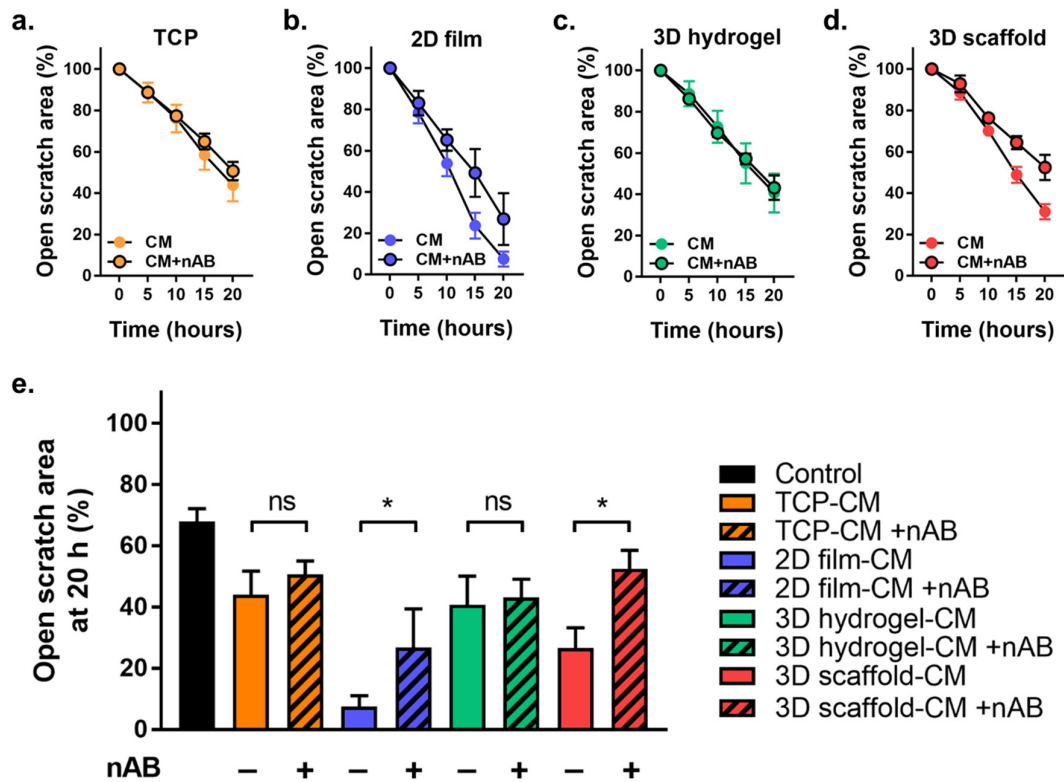 a.
TCP
Open scratch area (%)
100
80
60
40
20
0
CM
CM+nAB
0 5 10 15 20
Time (hours)
b.
2D film
Open scratch area (%)
100
80
60
40
20
0
CM
CM+nAB
0 5 10 15 20
Time (hours)
c.
3D hydrogel
Open scratch area (%)
100
80
60
40
20
0
CM
CM+nAB
0 5 10 15 20
Time (hours)
d.
3D scaffold
Open scratch area (%)
100
80
60
40
20
0
CM
CM+nAB
0 5 10 15 20
Time (hours)
e.
Open scratch area
at 20 h (%)
100
80
60
40
20
0
ns
*
ns
*
nAB – + – + – + – +
Control
TCP-CM
TCP-CM +nAB
2D film-CM
2D film-CM +nAB
3D hydrogel-CM
3D hydrogel-CM +nAB
3D scaffold-CM
3D scaffold-CM +nAB